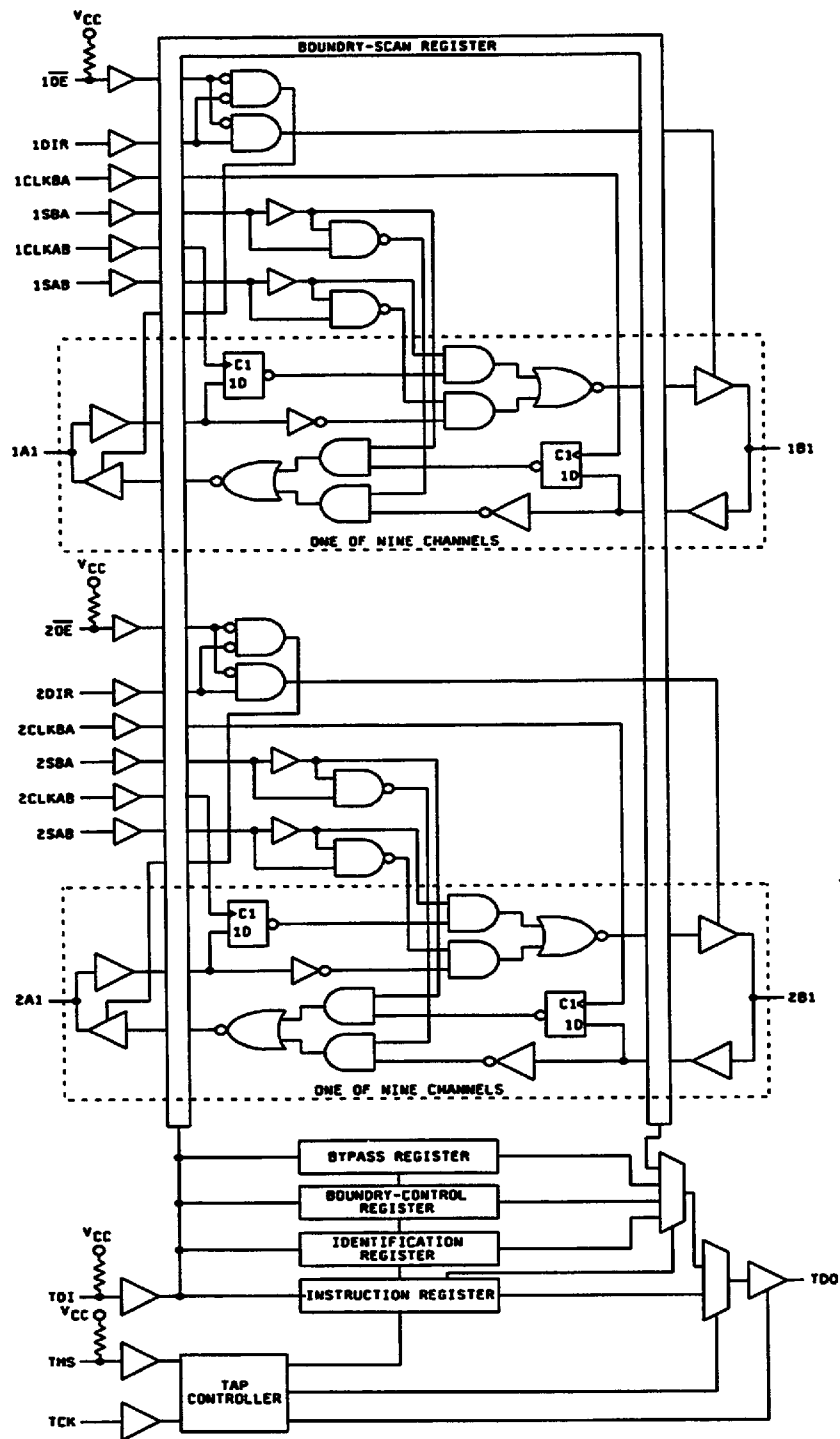 VCC
BOUNDRY-SCAN REGISTER
1OE
1DIR
1CLKBA
1SBA
1CLKAB
1SAB
C1
1D
1A1
C1
1D
1B1
ONE OF NINE CHANNELS
VCC
2OE
2DIR
2CLKBA
2SBA
2CLKAB
2SAB
C1
1D
2A1
C1
1D
2B1
ONE OF NINE CHANNELS
BYPASS REGISTER
BOUNDRY-CONTROL
REGISTER
IDENTIFICATION
REGISTER
VCC
TDI
INSTRUCTION REGISTER
TDO
VCC
TMS
TAP
CONTROLLER
TCK